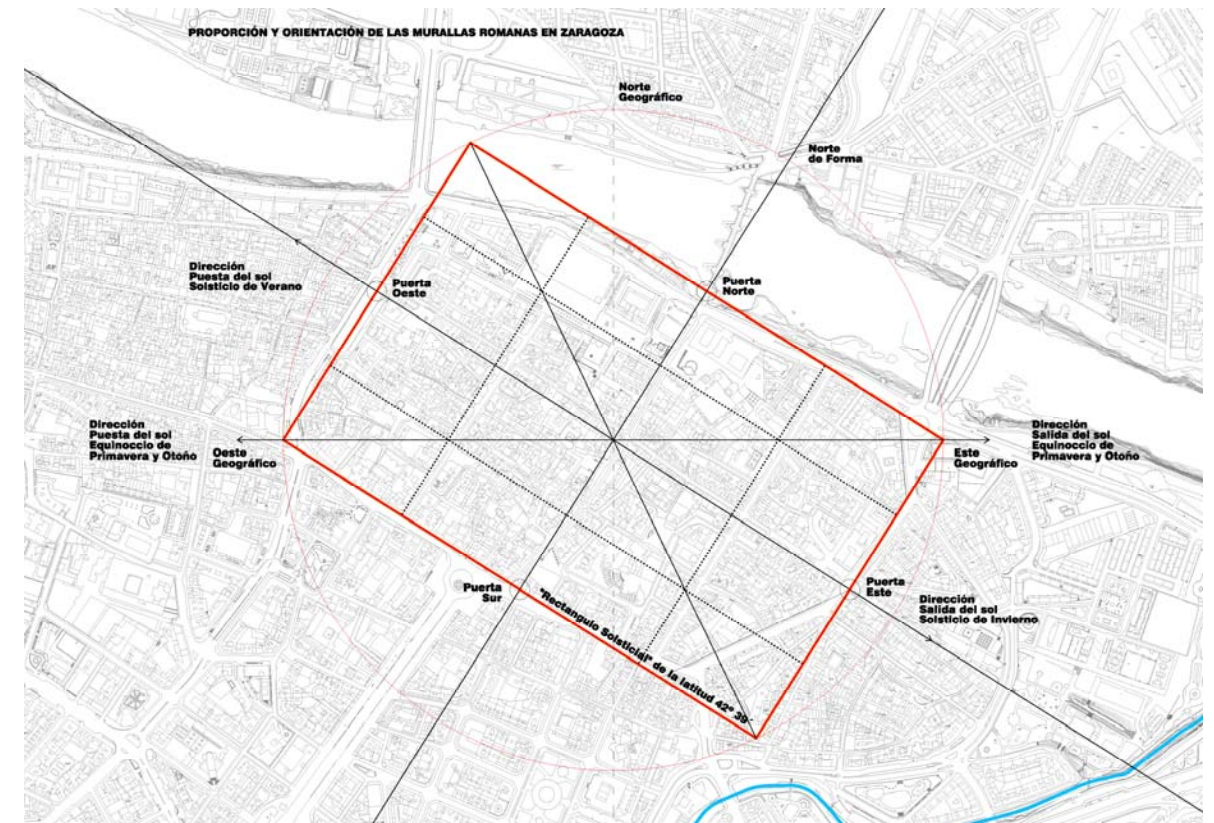 PROPORCIÓN Y ORIENTACIÓN DE LAS MURALLAS ROMANAS EN ZARAGOZA
Norte
Geográfico
Norte
de Forma
Dirección
Puesta del sol
Solsticio de Verano
Puerta
Oeste
Puerta
Norte
Dirección
Puesta del sol
Equinoccio de
Primavera y Otoño
Oeste
Geográfico
Este
Geográfico
Dirección
Salida del sol
Equinoccio de
Primavera y Otoño
Puerta
Sur
Puerta
Este
Dirección
Salida del sol
Solsticio de Invierno
"Rectangulo Solsticial" de la latitud 42º 39´